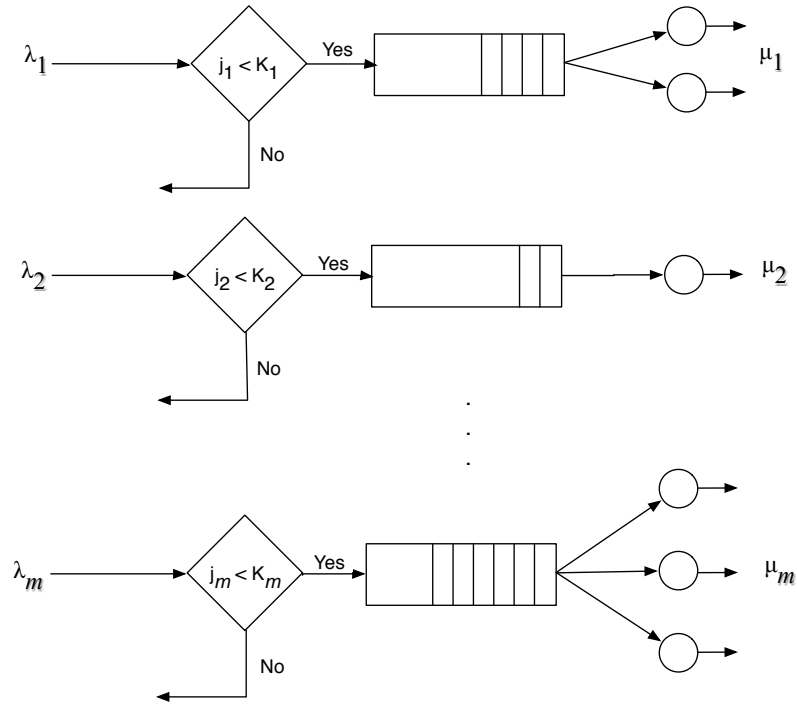 λ1
j1 < K1
Yes
μ1
No
λ2
j2 < K2
Yes
μ2
No
.
.
.
λm
jm < Km
Yes
μm
No